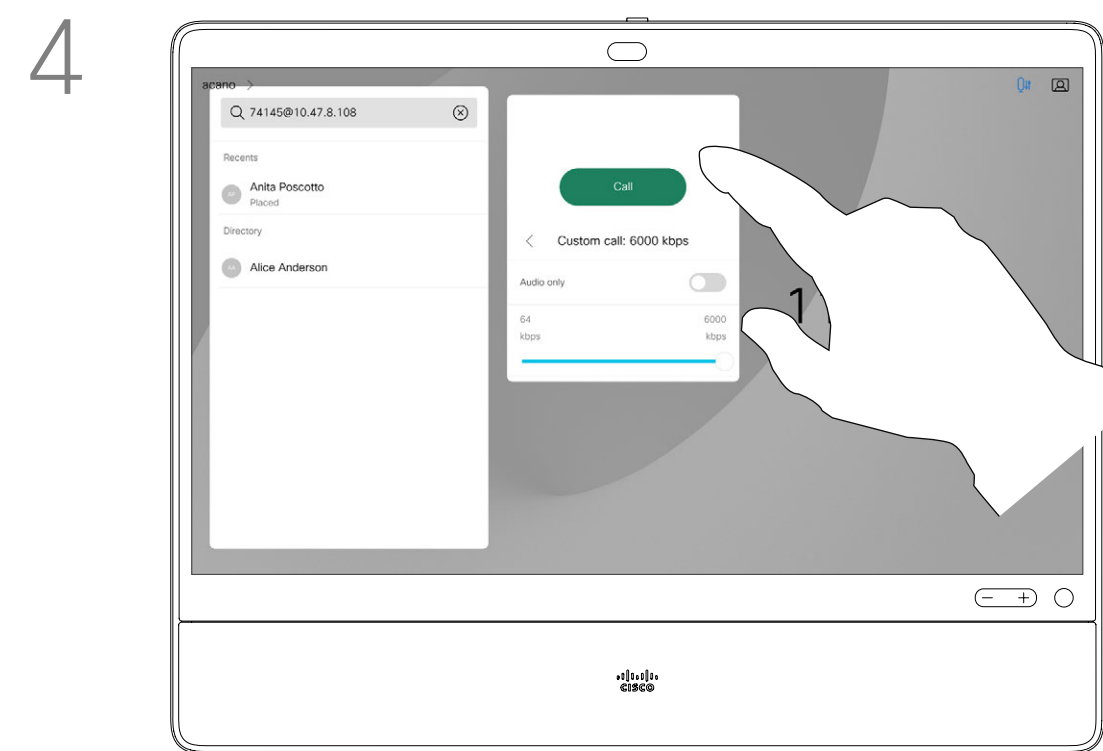 4
acano
74145@10.47.8.108
Recents
Anita Poscotto
Placed
Directory
Alice Anderson
Call
Custom call: 6000 kbps
Audio only
64 6000
kbps kbps
1
CISCO